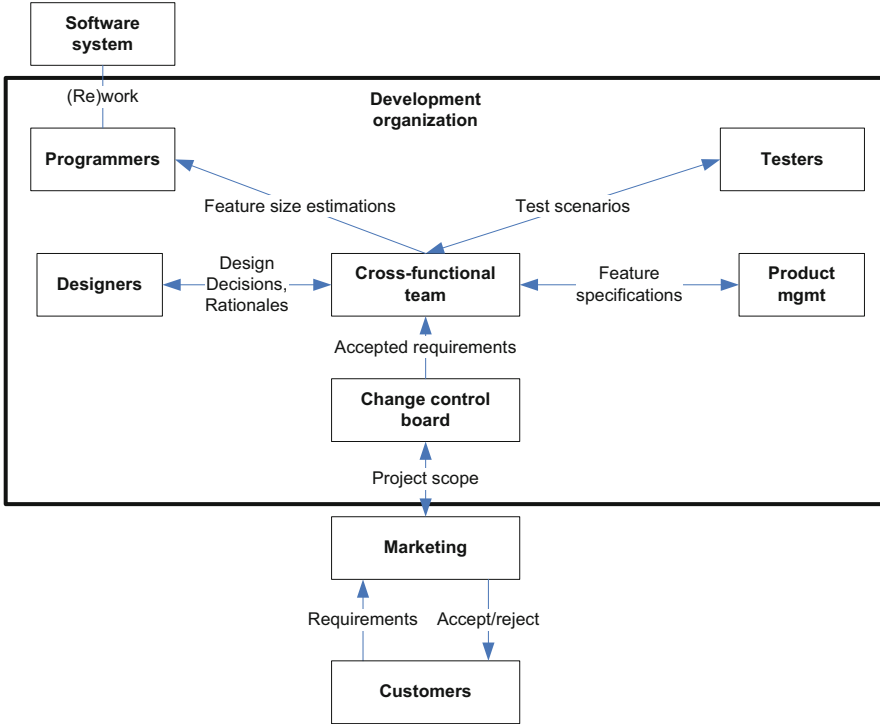 Software
system
(Re)work
Development
organization
Programmers
Testers
Feature size estimations
Test scenarios
Designers
Design
Decisions,
Rationales
Cross-functional
team
Feature
specifications
Product
mgmt
Accepted requirements
Change control
board
Project scope
Marketing
Requirements
Accept/reject
Customers